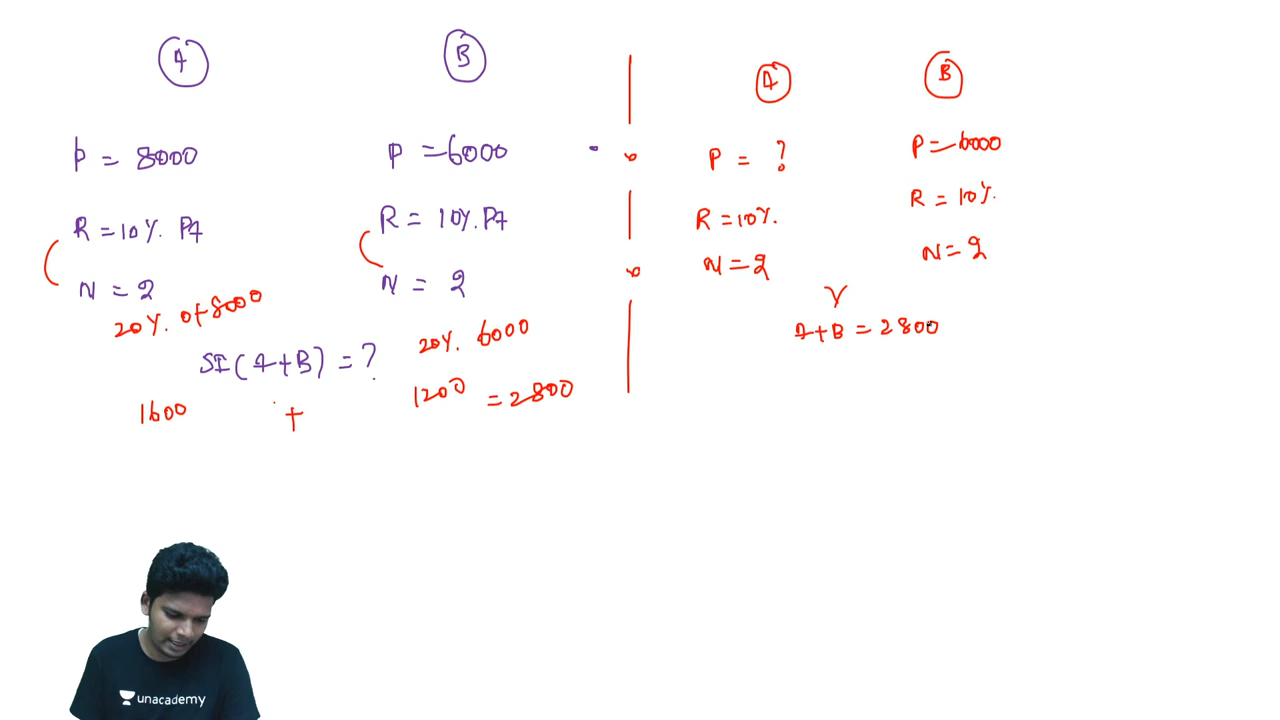 A
B
P = 8000
P = 6000
R = 10%. PA
R = 10%. PA
N = 2
N = 2
20%. of 8000
20%. 6000
SI (A+B) = ?
1600 + 1200 = 2800
A
B
P = ?
P = 6000
R = 10%.
R = 10%.
N = 2
N = 2
A+B = 2800
unacademy